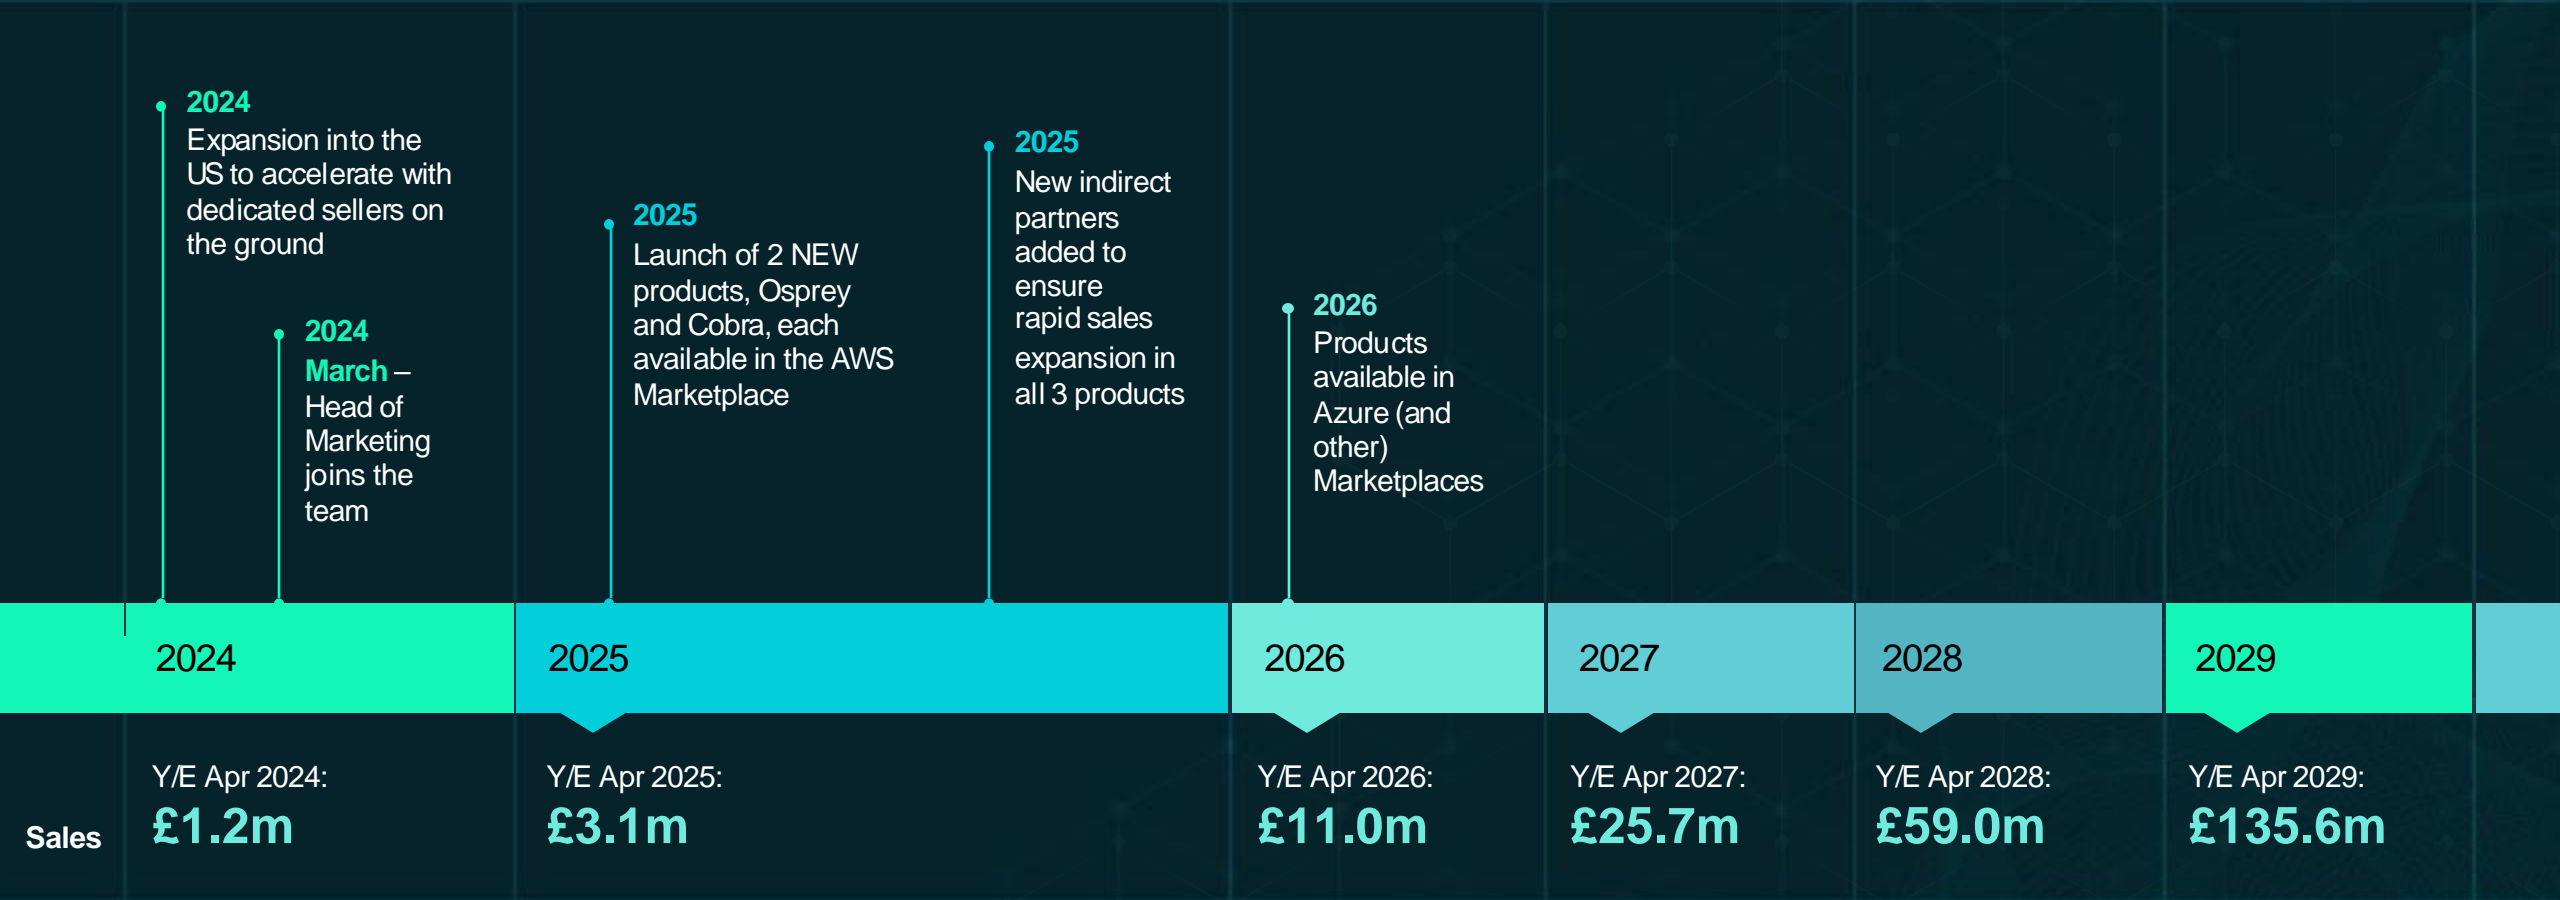 2024
Expansion into the
US to accelerate with
dedicated sellers on
the ground
2024
March –
Head of
Marketing
joins the
team
2025
Launch of 2 NEW
products, Osprey
and Cobra, each
available in the AWS
Marketplace
2025
New indirect
partners
added to
ensure
rapid sales
expansion in
all 3 products
2026
Products
available in
Azure (and
other)
Marketplaces
2024
2025
2026
2027
2028
2029
Sales
Y/E Apr 2024:
£1.2m
Y/E Apr 2025:
£3.1m
Y/E Apr 2026:
£11.0m
Y/E Apr 2027:
£25.7m
Y/E Apr 2028:
£59.0m
Y/E Apr 2029:
£135.6m